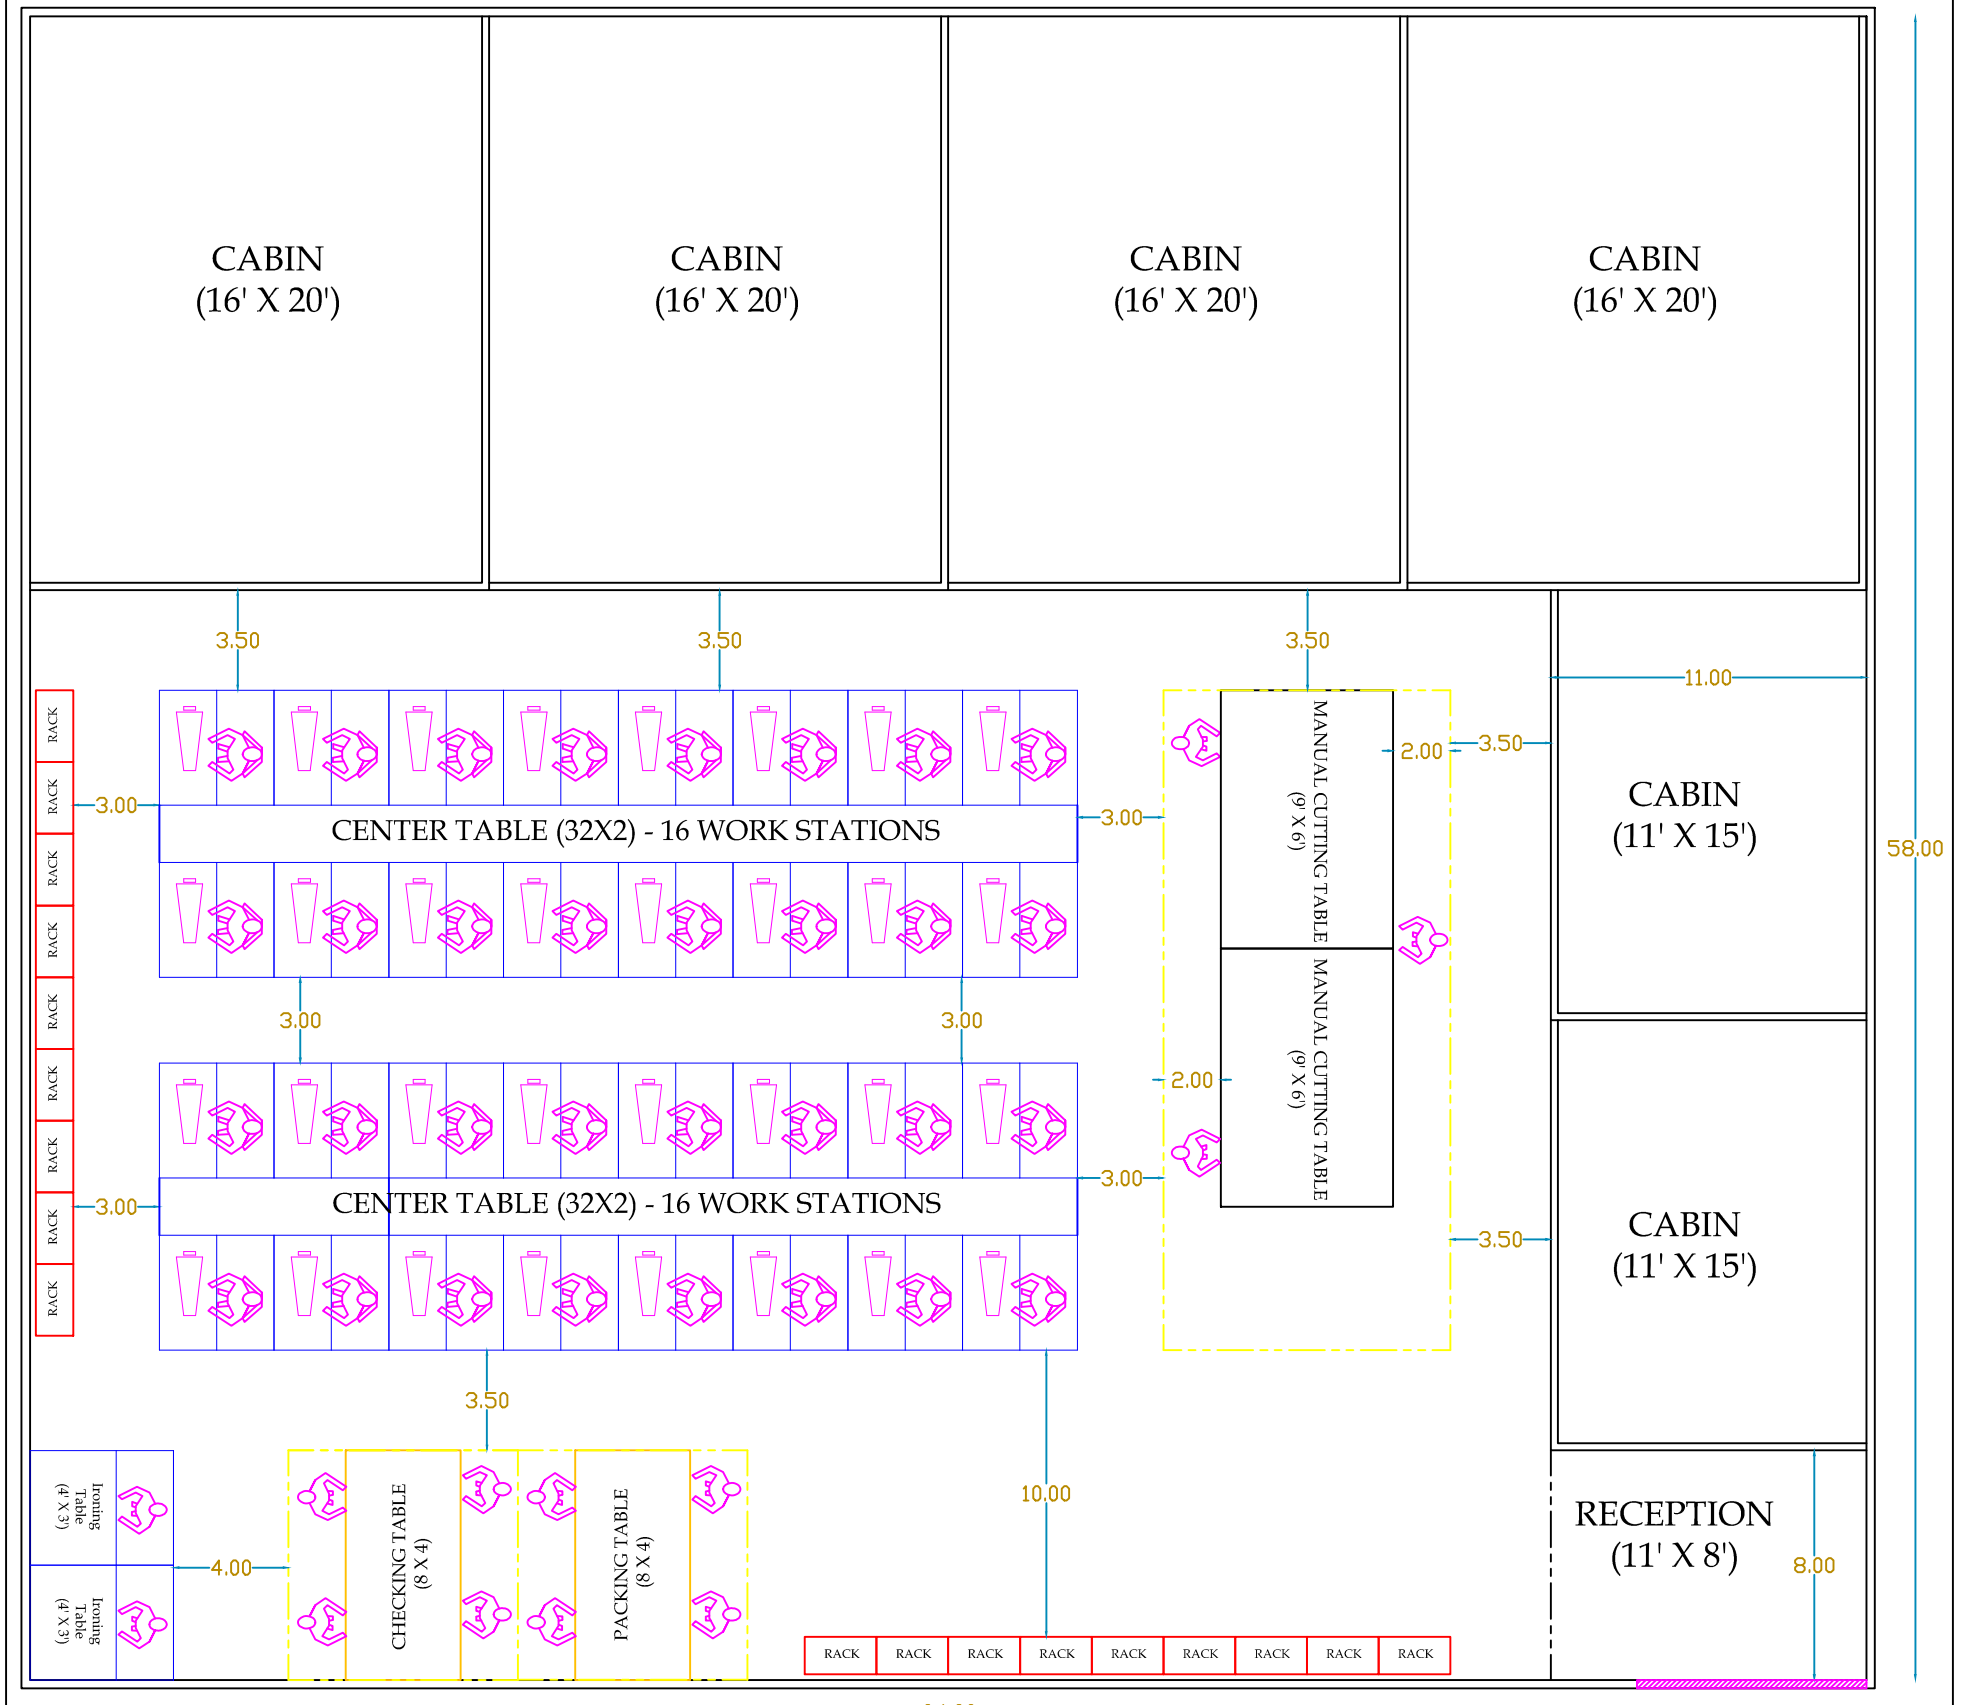 CABIN
(16' X 20')
CABIN
(16' X 20')
CABIN
(16' X 20')
CABIN
(16' X 20')
3.50
3.50
3.50
11.00
RACK
RACK
RACK
RACK
RACK
RACK
RACK
RACK
RACK
3.00
CENTER TABLE (32X2) - 16 WORK STATIONS
3.00
MANUAL CUTTING TABLE
(9' X 6')
2.00
3.50
CABIN
(11' X 15')
58.00
3.00
3.00
MANUAL CUTTING TABLE
(9' X 6')
2.00
3.00
CENTER TABLE (32X2) - 16 WORK STATIONS
3.00
3.50
CABIN
(11' X 15')
3.50
10.00
Ironing
Table
(4' X 3')
Ironing
Table
(4' X 3')
4.00
CHECKING TABLE
(8 X 4)
PACKING TABLE
(8 X 4)
RECEPTION
(11' X 8')
8.00
RACK
RACK
RACK
RACK
RACK
RACK
RACK
RACK
RACK